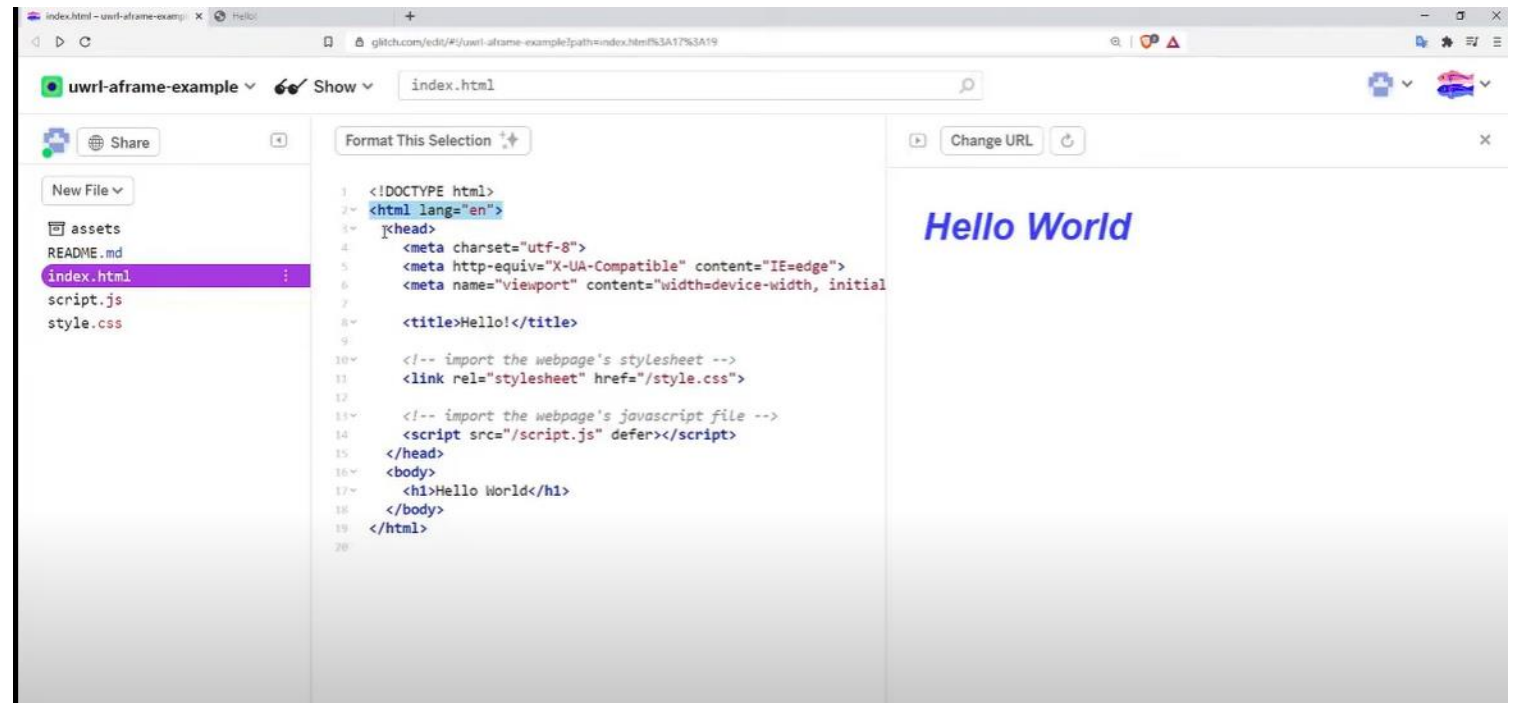 index.html – uwrl-aframe-examp
Hello!
glitch.com/edit/#!/uwrl-aframe-example?path=index.html%3A17%3A19
uwrl-aframe-example
Show
index.html
Share
Format This Selection
Change URL
New File
assets
README.md
index.html
script.js
style.css
1 <!DOCTYPE html>
2 <html lang="en">
3 <head>
4 <meta charset="utf-8">
5 <meta http-equiv="X-UA-Compatible" content="IE=edge">
6 <meta name="viewport" content="width=device-width, initial
7
8 <title>Hello!</title>
9
10 <!-- import the webpage's stylesheet -->
11 <link rel="stylesheet" href="/style.css">
12
13 <!-- import the webpage's javascript file -->
14 <script src="/script.js" defer></script>
15 </head>
16 <body>
17 <h1>Hello World</h1>
18 </body>
19 </html>
20
Hello World